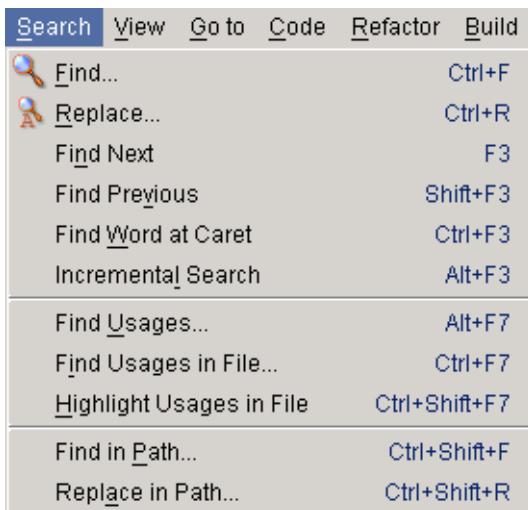 Search View Go to Code Refactor Build
Find... Ctrl+F
Replace... Ctrl+R
Find Next F3
Find Previous Shift+F3
Find Word at Caret Ctrl+F3
Incremental Search Alt+F3
Find Usages... Alt+F7
Find Usages in File... Ctrl+F7
Highlight Usages in File Ctrl+Shift+F7
Find in Path... Ctrl+Shift+F
Replace in Path... Ctrl+Shift+R